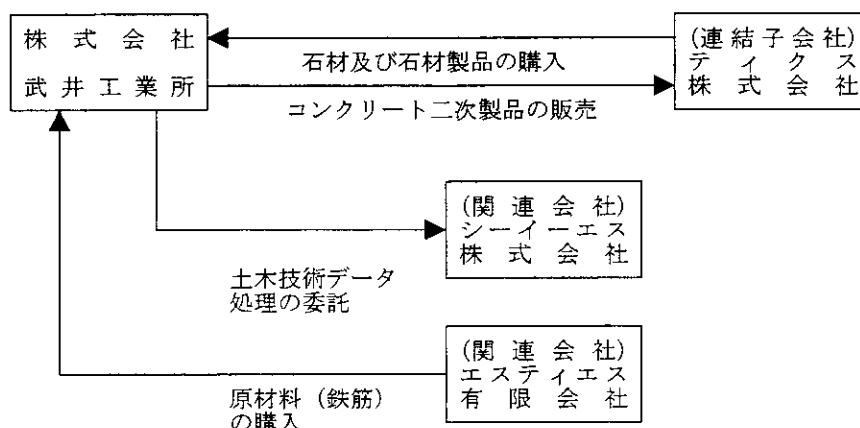 株式会社
武井工業所
石材及び石材製品の購入
コンクリート二次製品の販売
(連結子会社)
ティクス
株式会社
(関連会社)
シーイーエス
株式会社
土木技術データ
処理の委託
(関連会社)
エスティエス
有限会社
原材料(鉄筋)
の購入